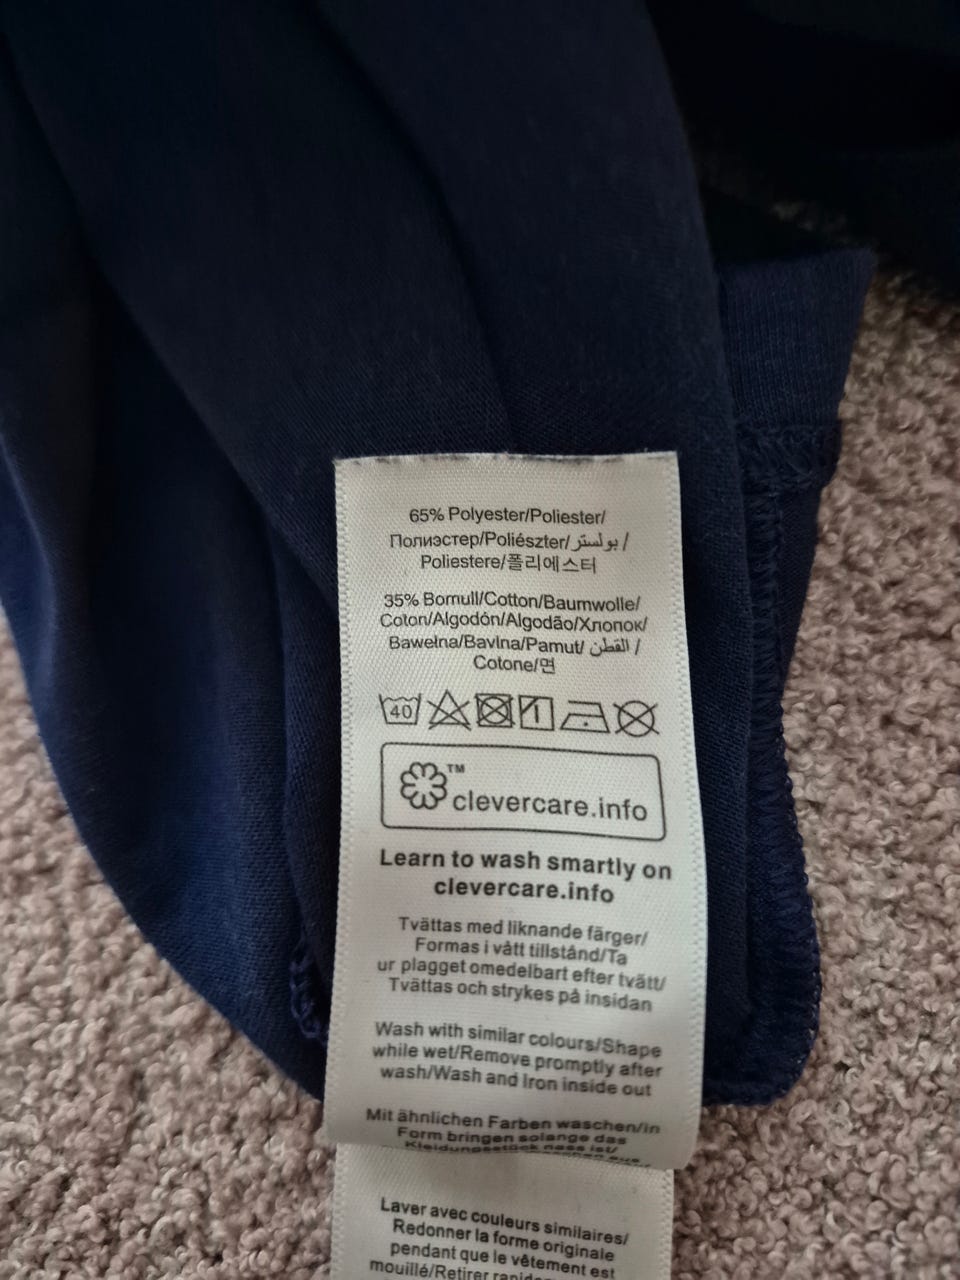 65% Polyester/Poliester/
Полиэстер/Poliészter/بولستر/
Poliestere/폴리에스터
35% Bomull/Cotton/Baumwolle/
Coton/Algodón/Algodão/Хлопок/
Bawełna/Bavlna/Pamut/القطن/
Cotone/면
40
™
clevercare.info
Learn to wash smartly on
clevercare.info
Tvättas med liknande färger/
Formas i vått tillstånd/Ta
ur plagget omedelbart efter tvätt/
Tvättas och strykes på insidan
Wash with similar colours/Shape
while wet/Remove promptly after
wash/Wash and Iron inside out
Mit ähnlichen Farben waschen/in
Form bringen solange das
Kleidungsstück nass ist/
Laver avec couleurs similaires/
Redonner la forme originale
pendant que le vêtement est
mouillé/Retirer